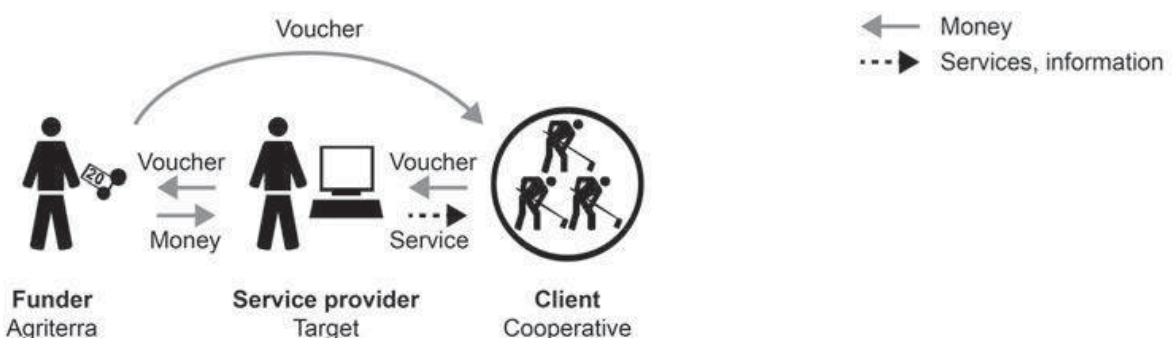 Voucher
Money
Services, information
20
Voucher
Voucher
Money
Service
Funder
Agriterra
Service provider
Target
Client
Cooperative